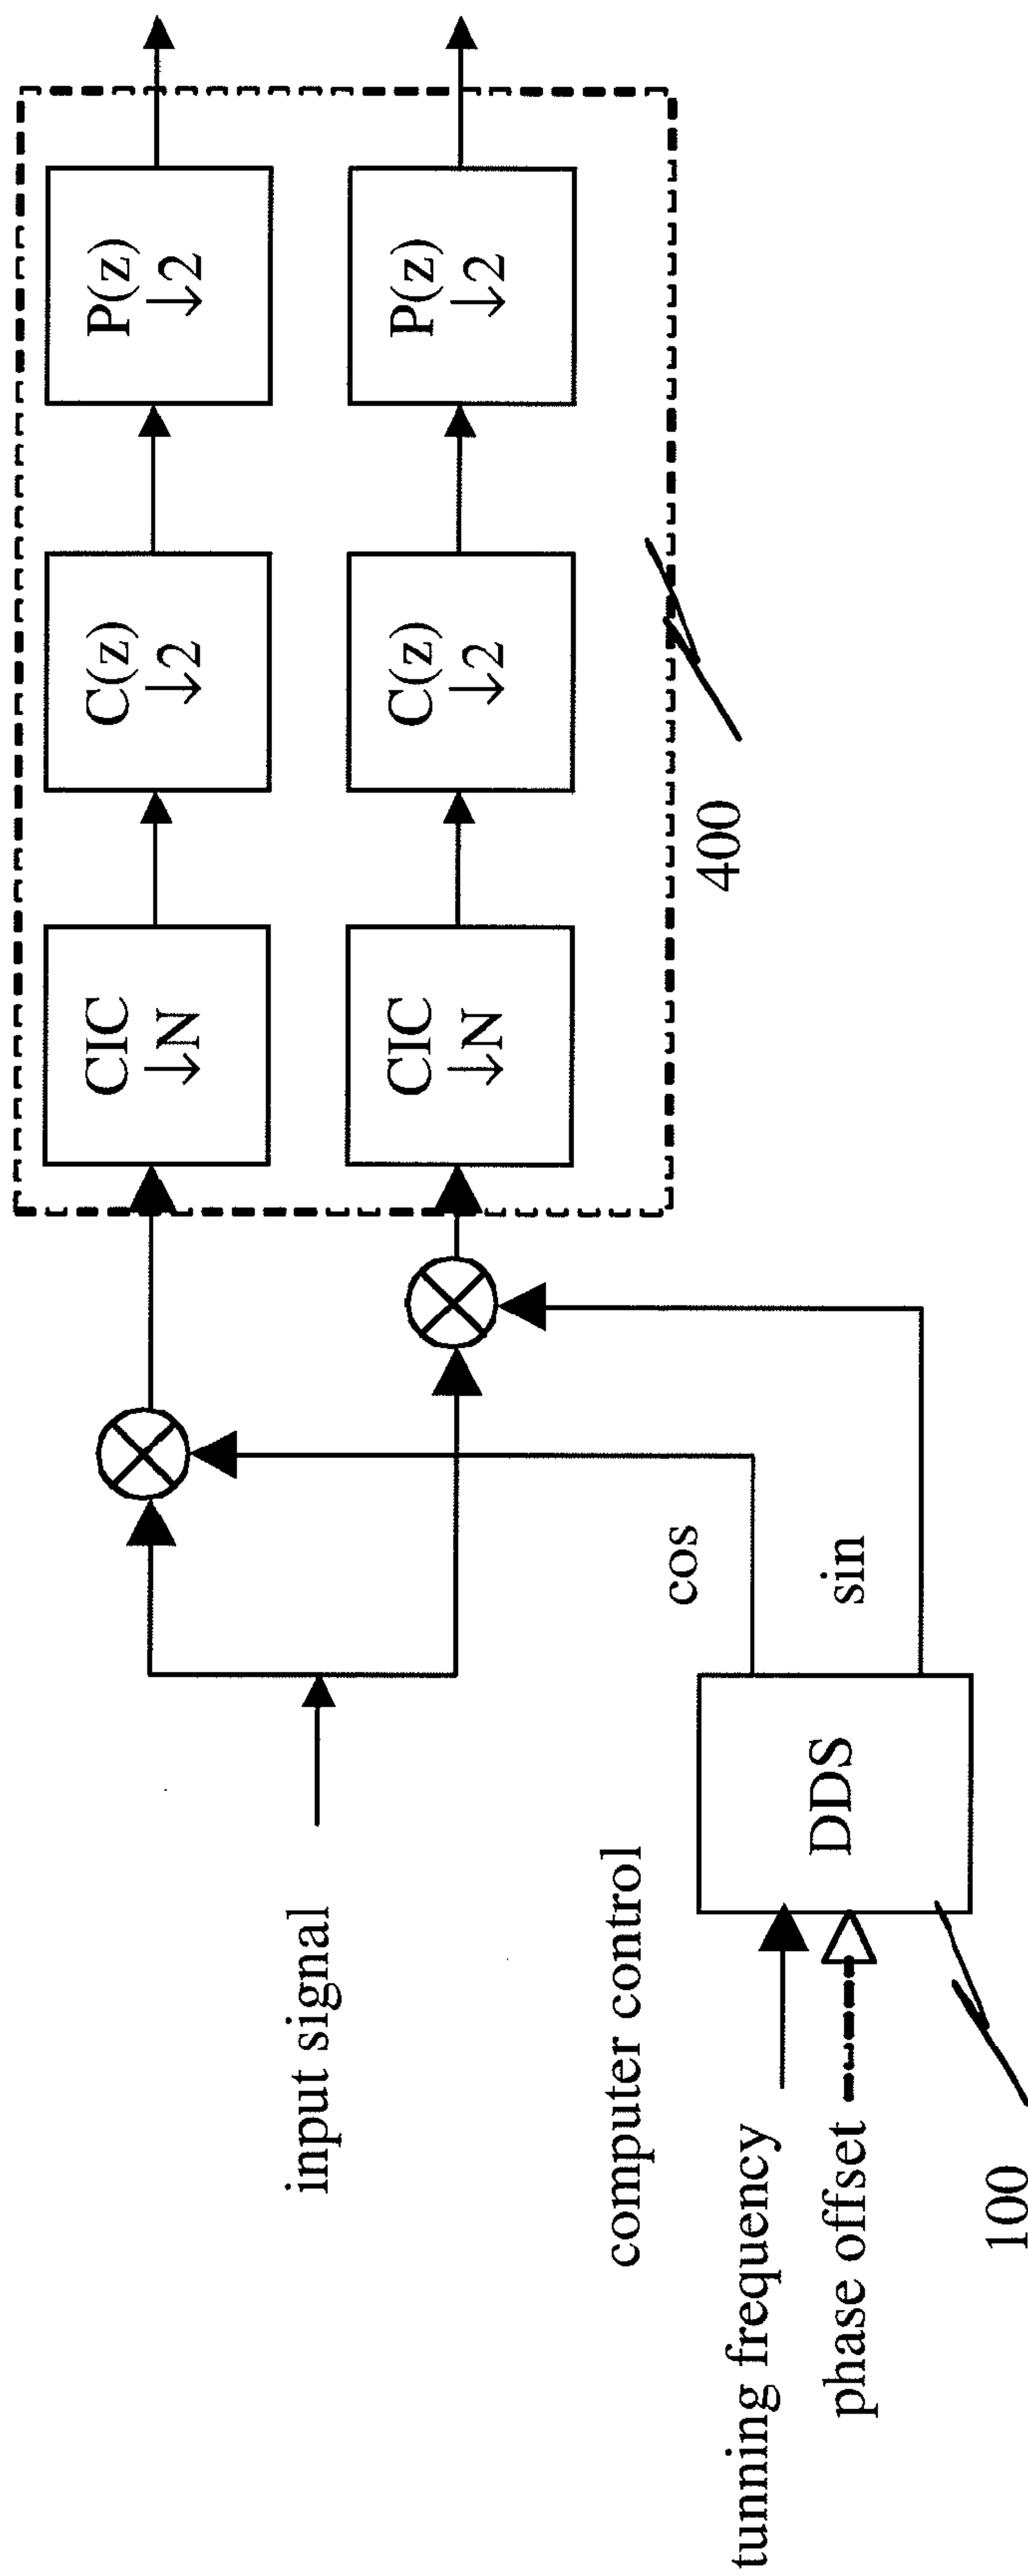 input signal
CIC
↓N
C(z)
↓2
P(z)
↓2
CIC
↓N
C(z)
↓2
P(z)
↓2
400
computer control
cos
sin
tunning frequency
phase offset
DDS
100